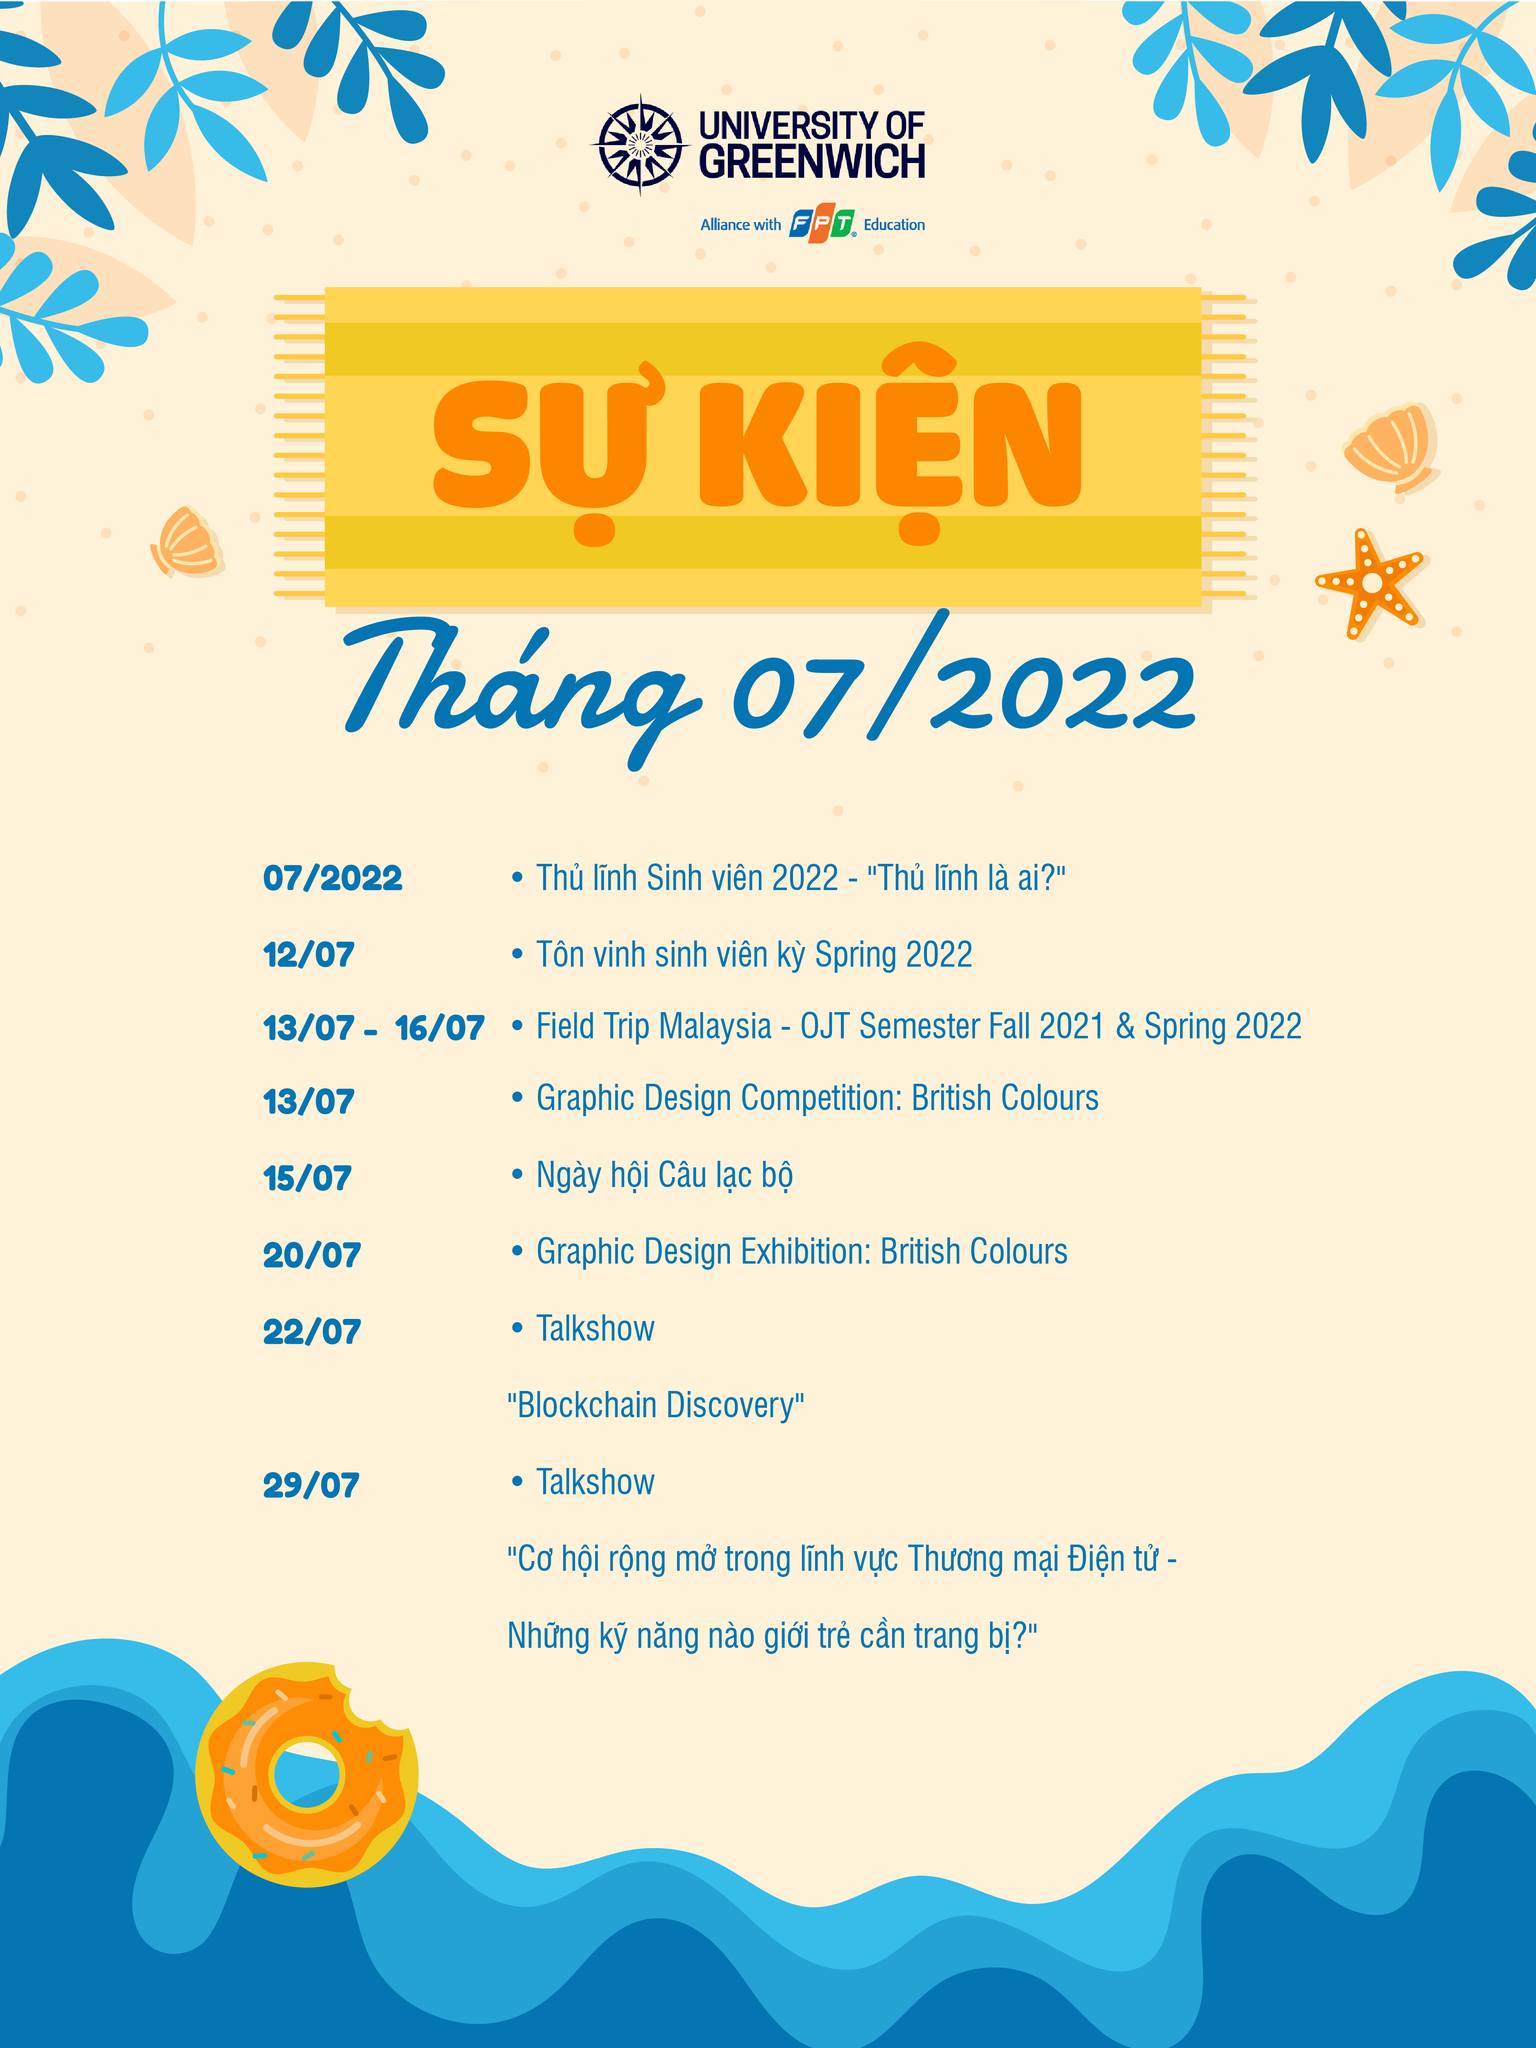 UNIVERSITY OF
GREENWICH
Alliance with FPT Education
SỰ KIỆN
Tháng 07/2022
07/2022 • Thủ lĩnh Sinh viên 2022 - "Thủ lĩnh là ai?"
12/07 • Tôn vinh sinh viên kỳ Spring 2022
13/07 - 16/07 • Field Trip Malaysia - OJT Semester Fall 2021 & Spring 2022
13/07 • Graphic Design Competition: British Colours
15/07 • Ngày hội Câu lạc bộ
20/07 • Graphic Design Exhibition: British Colours
22/07 • Talkshow
"Blockchain Discovery"
29/07 • Talkshow
"Cơ hội rộng mở trong lĩnh vực Thương mại Điện tử -
Những kỹ năng nào giới trẻ cần trang bị?"